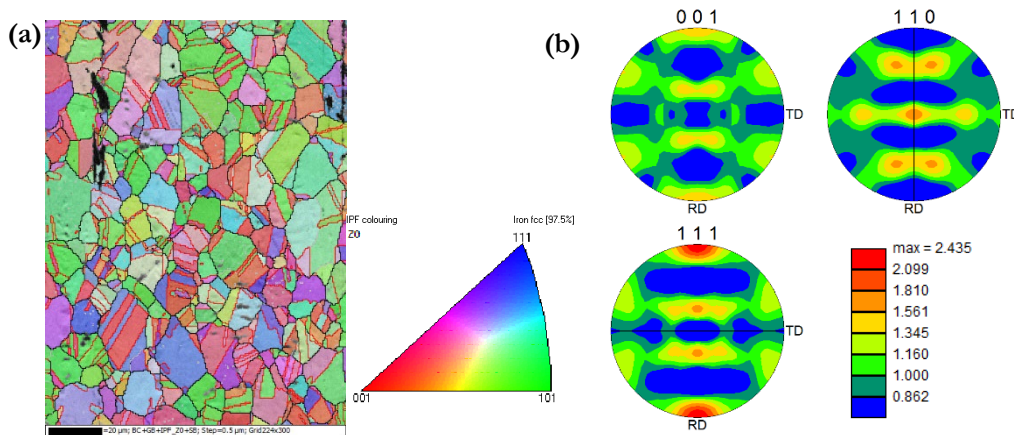 (a)
=20 µm; BC+GB+IPF_Z0+SB; Step=0.5 µm; Grid224x300
IPF colouring
Z0
Iron fcc [97.5%]
111
001
101
(b)
0 0 1
TD
RD
1 1 0
TD
RD
1 1 1
TD
RD
max = 2.435
2.099
1.810
1.561
1.345
1.160
1.000
0.862